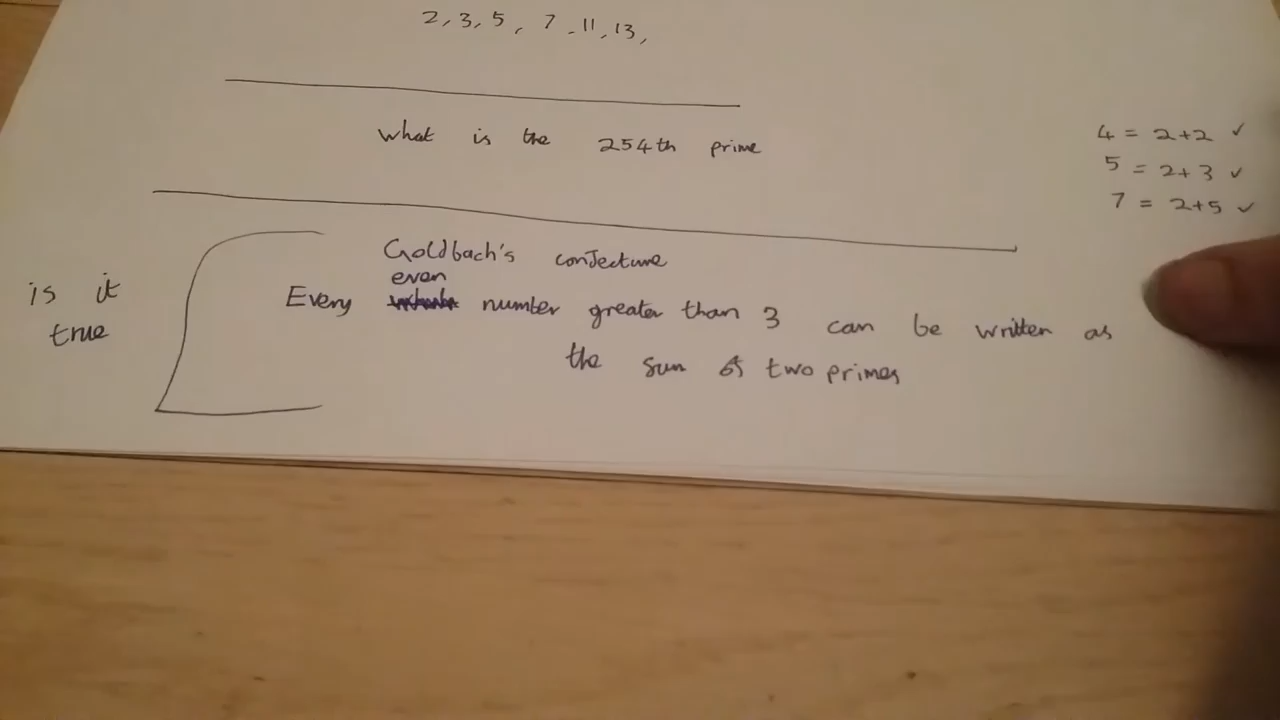 2, 3, 5, 7, 11, 13,
What is the 254th prime
4 = 2+2 ✓
5 = 2+3 ✓
7 = 2+5 ✓
is it
true
Goldbach's conjecture
even
Every number greater than 3 can be written as
the sum of two primes